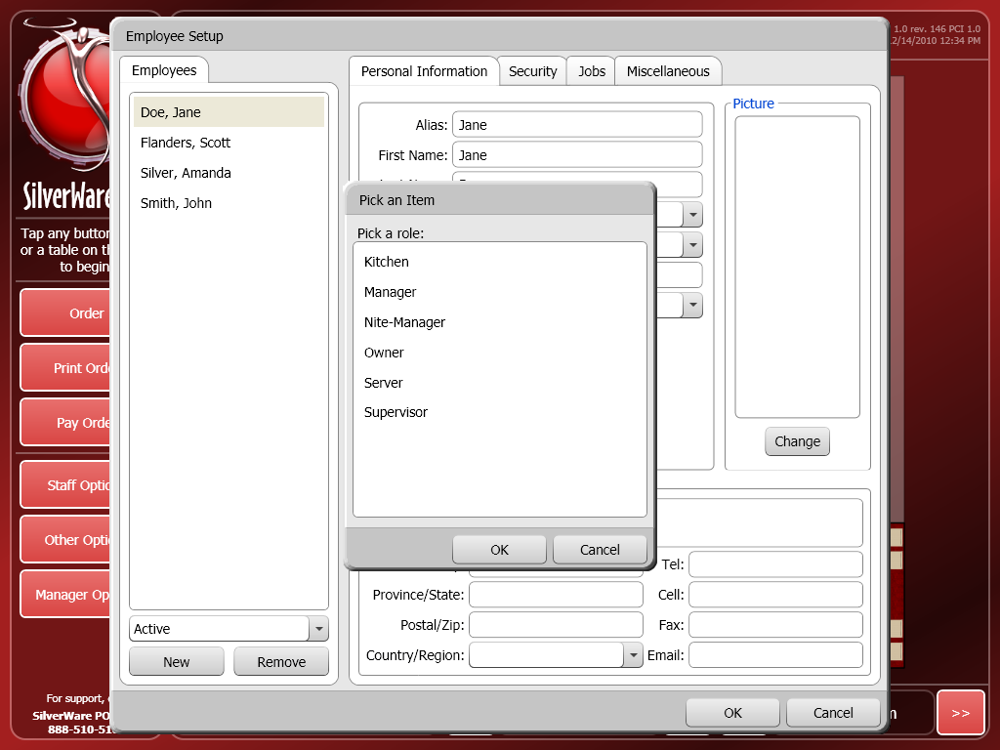 Employee Setup
1.0 rev. 146 PCI 1.0
2/14/2010 12:34 PM
Employees
Personal Information
Security
Jobs
Miscellaneous
Doe, Jane
Flanders, Scott
Silver, Amanda
Smith, John
Alias:
Jane
First Name:
Jane
Picture
Change
SilverWare
Tap any button
or a table on th
to begin
Order
Print Orde
Pay Orde
Staff Optio
Other Optio
Manager Op
Pick an Item
Pick a role:
Kitchen
Manager
Nite-Manager
Owner
Server
Supervisor
OK
Cancel
Tel:
Province/State:
Cell:
Postal/Zip:
Fax:
Country/Region:
Email:
Active
New
Remove
For support,
SilverWare PO
888-510-51
OK
Cancel
>>